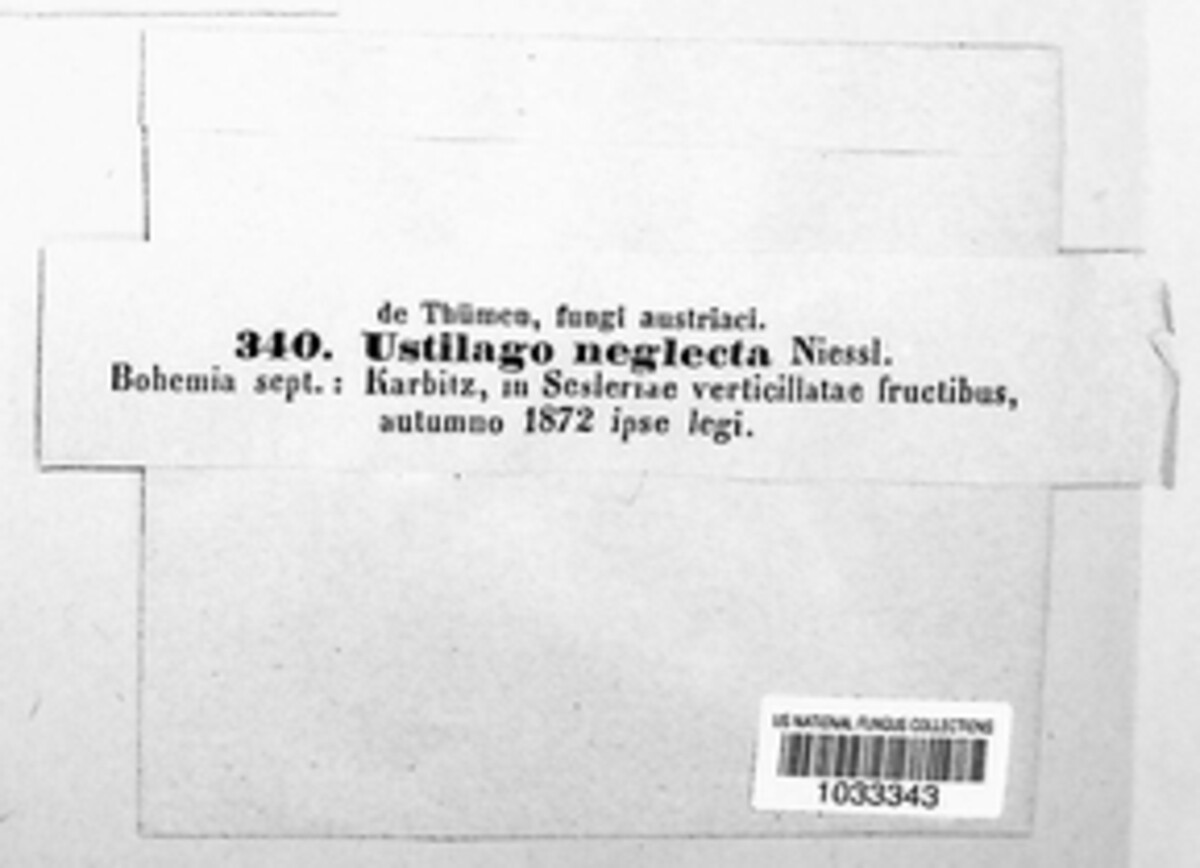 de Thümen, fungi austriaci.
340. Ustilago neglecta Niessl.
Bohemia sept.: Karbitz, in Sesleriae verticillatae fructibus,
autumno 1872 ipse legi.
US NATIONAL FUNGUS COLLECTIONS
1033343